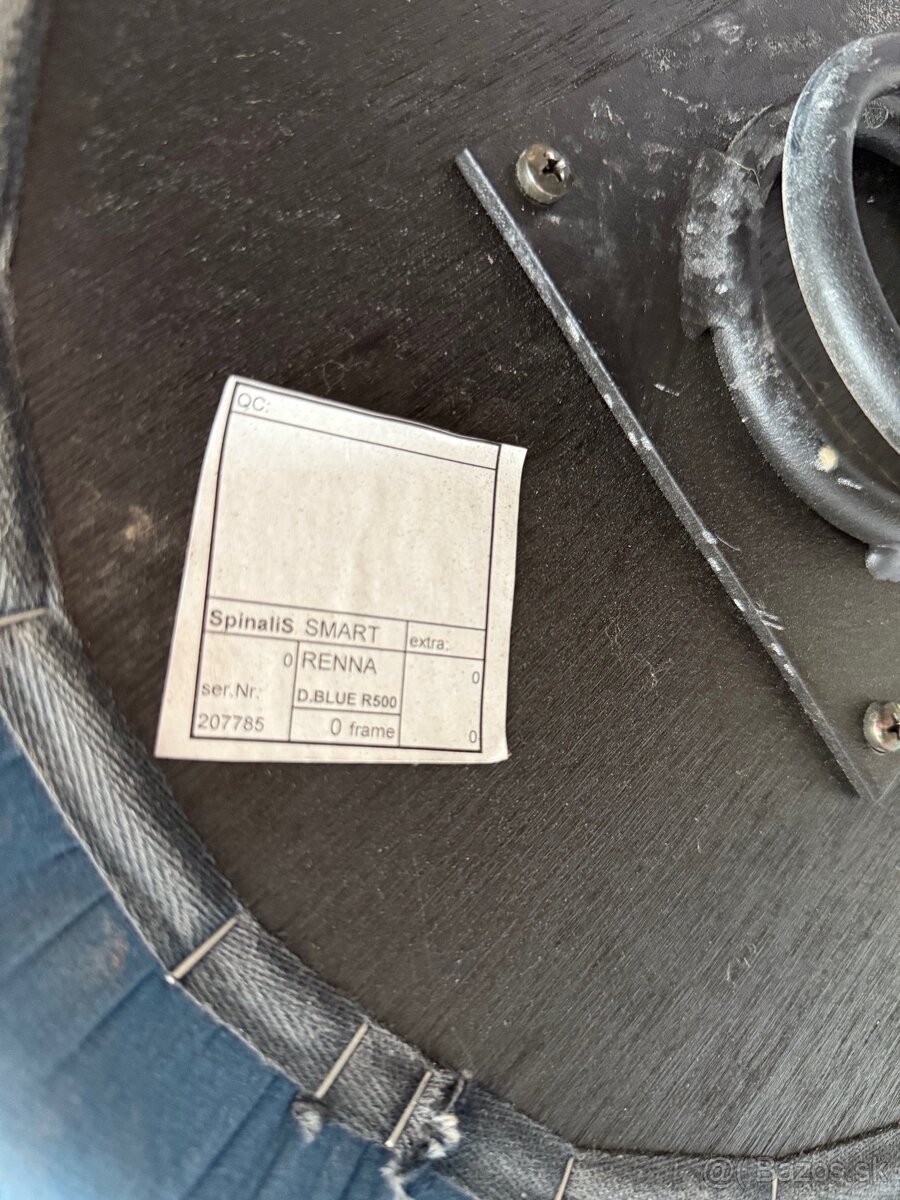 QC:
SpinaliS SMART extra:
0 RENNA 0
ser.Nr.: D.BLUE R500
207785 0 frame 0
@ Bazos.sk